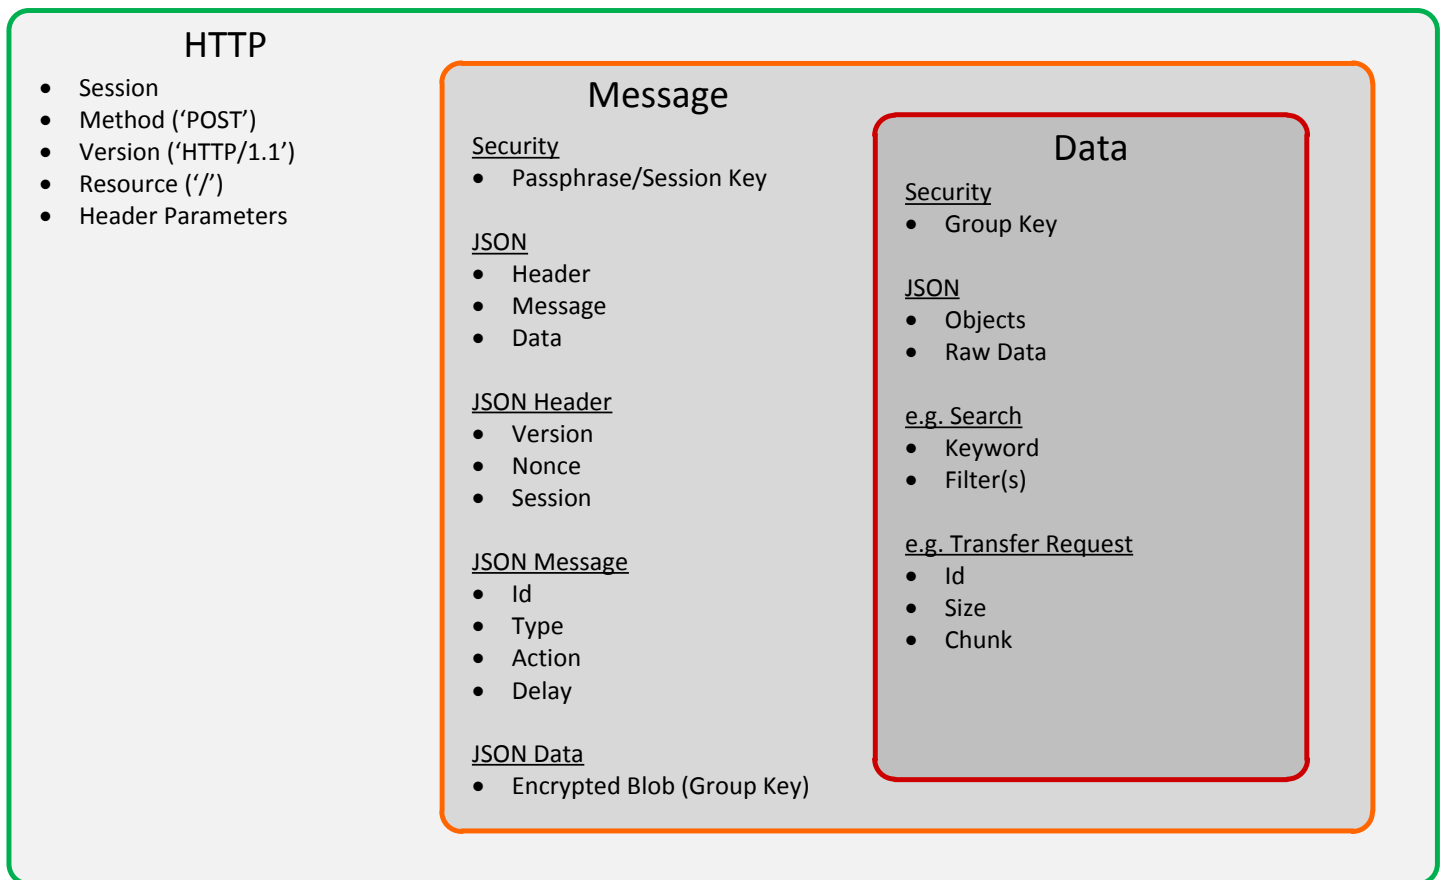 HTTP
• Session
• Method (‘POST’)
• Version (‘HTTP/1.1’)
• Resource (‘/’)
• Header Parameters
Message
Security
• Passphrase/Session Key
JSON
• Header
• Message
• Data
JSON Header
• Version
• Nonce
• Session
JSON Message
• Id
• Type
• Action
• Delay
JSON Data
• Encrypted Blob (Group Key)
Data
Security
• Group Key
JSON
• Objects
• Raw Data
e.g. Search
• Keyword
• Filter(s)
e.g. Transfer Request
• Id
• Size
• Chunk